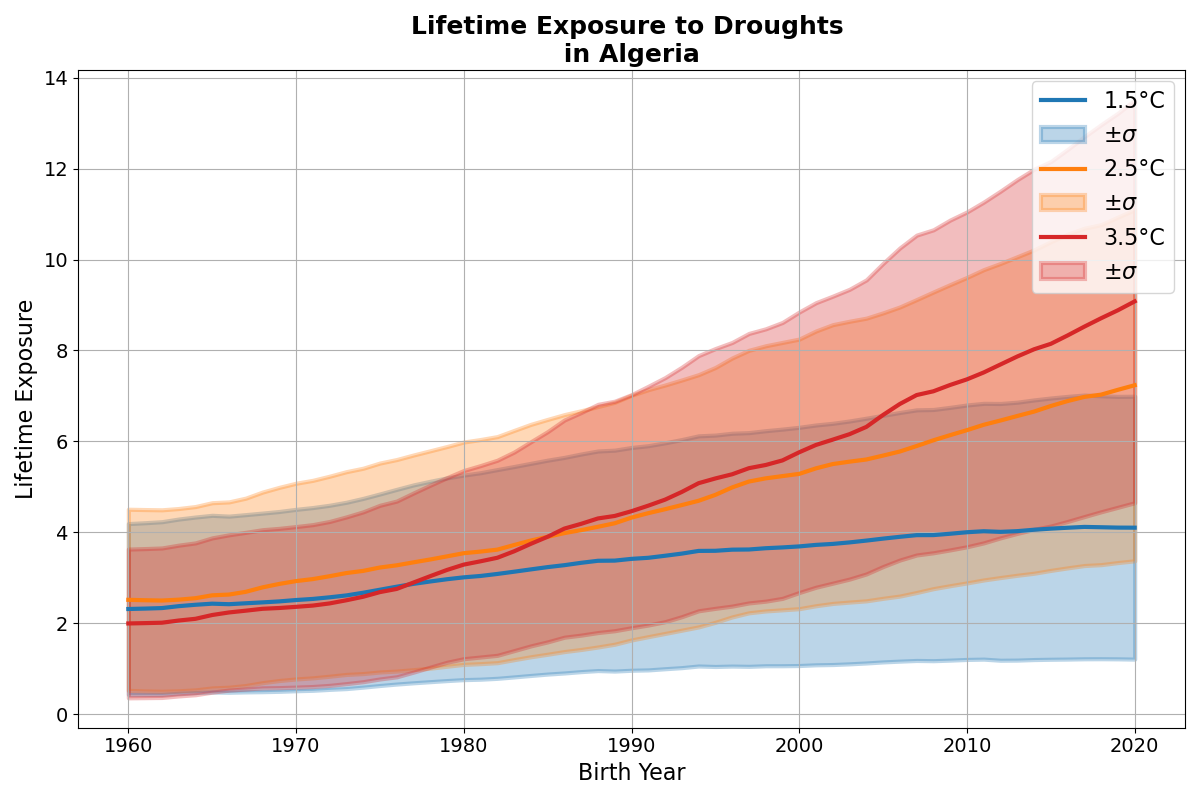 Lifetime Exposure to Droughts
in Algeria
14
12
10
8
6
4
2
0
Lifetime Exposure
1960
1970
1980
1990
2000
2010
2020
Birth Year
1.5°C
±σ
2.5°C
±σ
3.5°C
±σ